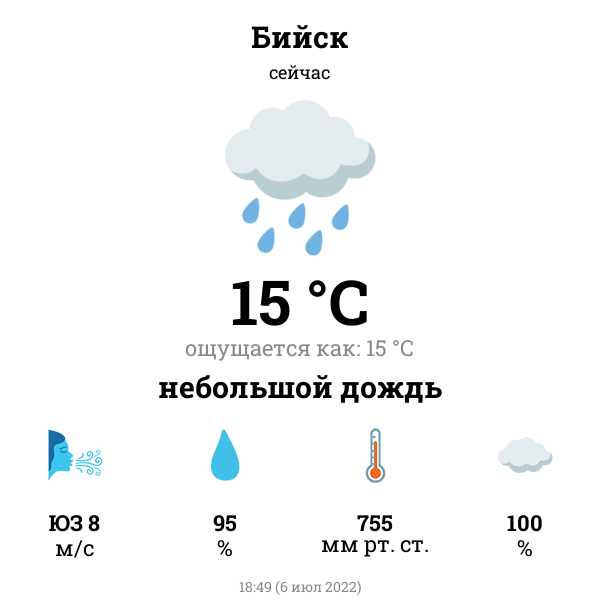 Бийск
сейчас
15 °C
ощущается как: 15 °C
небольшой дождь
ЮЗ 8 95 755 100
м/с % мм рт. ст. %
18:49 (6 июл 2022)